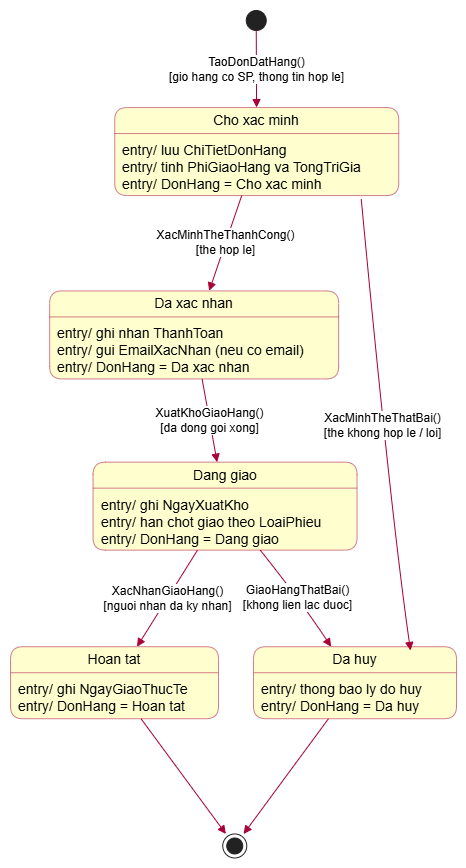 TaoDonDatHang()
[gio hang co SP, thong tin hop le]
Cho xac minh
entry/ luu ChiTietDonHang
entry/ tinh PhiGiaoHang va TongTriGia
entry/ DonHang = Cho xac minh
XacMinhTheThanhCong()
[the hop le]
Da xac nhan
entry/ ghi nhan ThanhToan
entry/ gui EmailXacNhan (neu co email)
entry/ DonHang = Da xac nhan
XuatKhoGiaoHang()
[da dong goi xong]
XacMinhTheThatBai()
[the khong hop le / loi]
Dang giao
entry/ ghi NgayXuatKho
entry/ han chot giao theo LoaiPhieu
entry/ DonHang = Dang giao
XacNhanGiaoHang()
[nguoi nhan da ky nhan]
GiaoHangThatBai()
[khong lien lac duoc]
Hoan tat
entry/ ghi NgayGiaoThucTe
entry/ DonHang = Hoan tat
Da huy
entry/ thong bao ly do huy
entry/ DonHang = Da huy